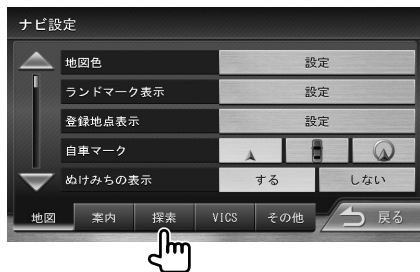 ナビ設定
地図色 設定
ランドマーク表示 設定
登録地点表示 設定
自車マーク
ぬけみちの表示 する しない
地図 案内 探索 VICS その他 戻る